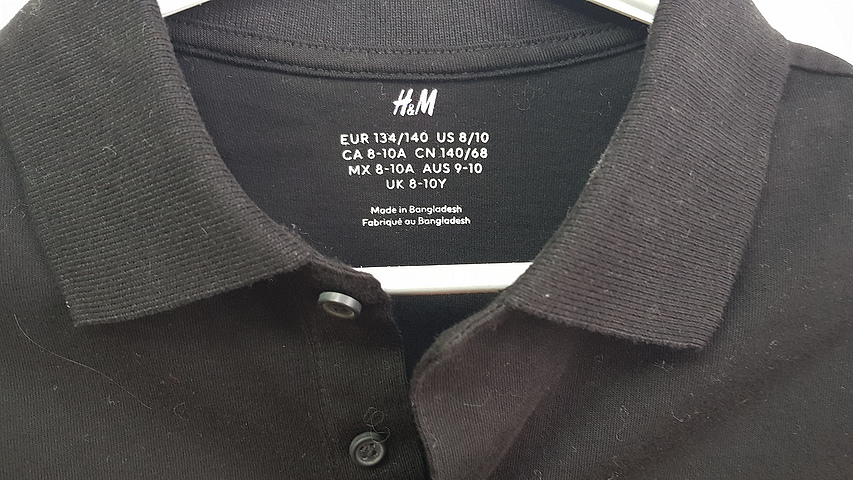 H&M
EUR 134/140 US 8/10
CA 8-10A CN 140/68
MX 8-10A AUS 9-10
UK 8-10Y
Made in Bangladesh
Fabriqué au Bangladesh